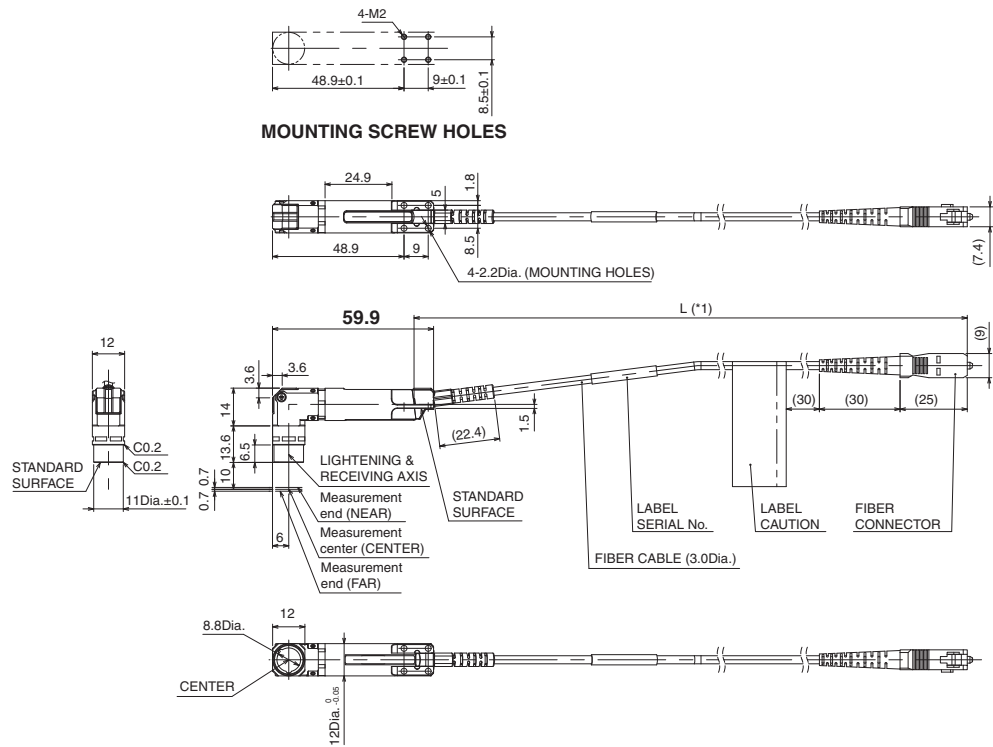 4-M2
48.9±0.1
9±0.1
8.5±0.1
MOUNTING SCREW HOLES
24.9
5
1.8
48.9
9
8.5
4-2.2Dia. (MOUNTING HOLES)
(7.4)
59.9
L (*1)
12
3.6
3.6
14
13.6
6.5
10
0.7
0.7
6
(22.4)
1.5
(30)
(30)
(25)
(9)
C0.2
C0.2
STANDARD
SURFACE
11Dia.±0.1
LIGHTENING &
RECEIVING AXIS
Measurement
end (NEAR)
Measurement
center (CENTER)
Measurement
end (FAR)
STANDARD
SURFACE
LABEL
SERIAL No.
LABEL
CAUTION
FIBER
CONNECTOR
FIBER CABLE (3.0Dia.)
12
8.8Dia.
CENTER
12Dia. 0 -0.05